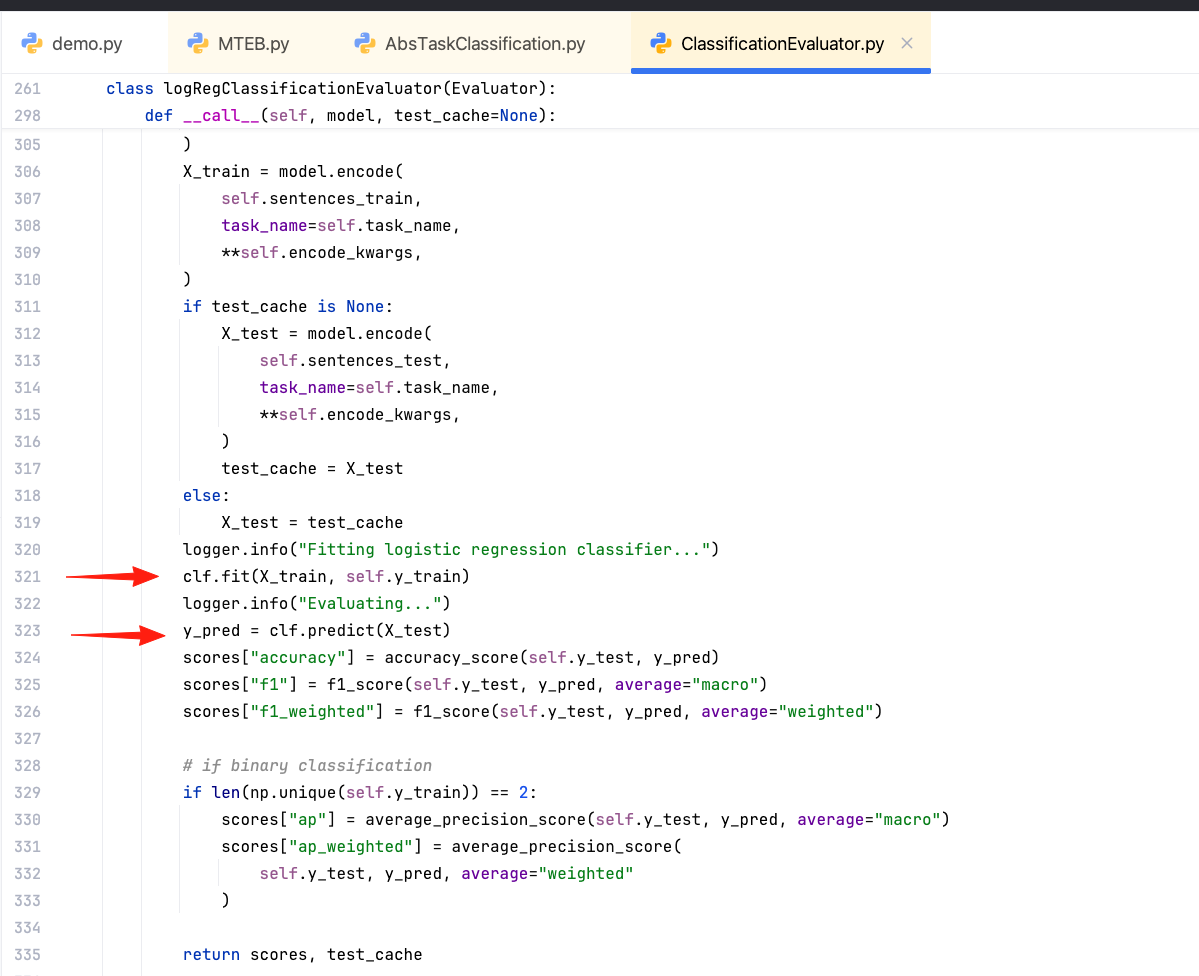 demo.py MTEB.py AbsTaskClassification.py ClassificationEvaluator.py
261 class logRegClassificationEvaluator(Evaluator):
298 def __call__(self, model, test_cache=None):
305 )
306 X_train = model.encode(
307 self.sentences_train,
308 task_name=self.task_name,
309 **self.encode_kwargs,
310 )
311 if test_cache is None:
312 X_test = model.encode(
313 self.sentences_test,
314 task_name=self.task_name,
315 **self.encode_kwargs,
316 )
317 test_cache = X_test
318 else:
319 X_test = test_cache
320 logger.info("Fitting logistic regression classifier...")
321 clf.fit(X_train, self.y_train)
322 logger.info("Evaluating...")
323 y_pred = clf.predict(X_test)
324 scores["accuracy"] = accuracy_score(self.y_test, y_pred)
325 scores["f1"] = f1_score(self.y_test, y_pred, average="macro")
326 scores["f1_weighted"] = f1_score(self.y_test, y_pred, average="weighted")
327
328 # if binary classification
329 if len(np.unique(self.y_train)) == 2:
330 scores["ap"] = average_precision_score(self.y_test, y_pred, average="macro")
331 scores["ap_weighted"] = average_precision_score(
332 self.y_test, y_pred, average="weighted"
333 )
334
335 return scores, test_cache